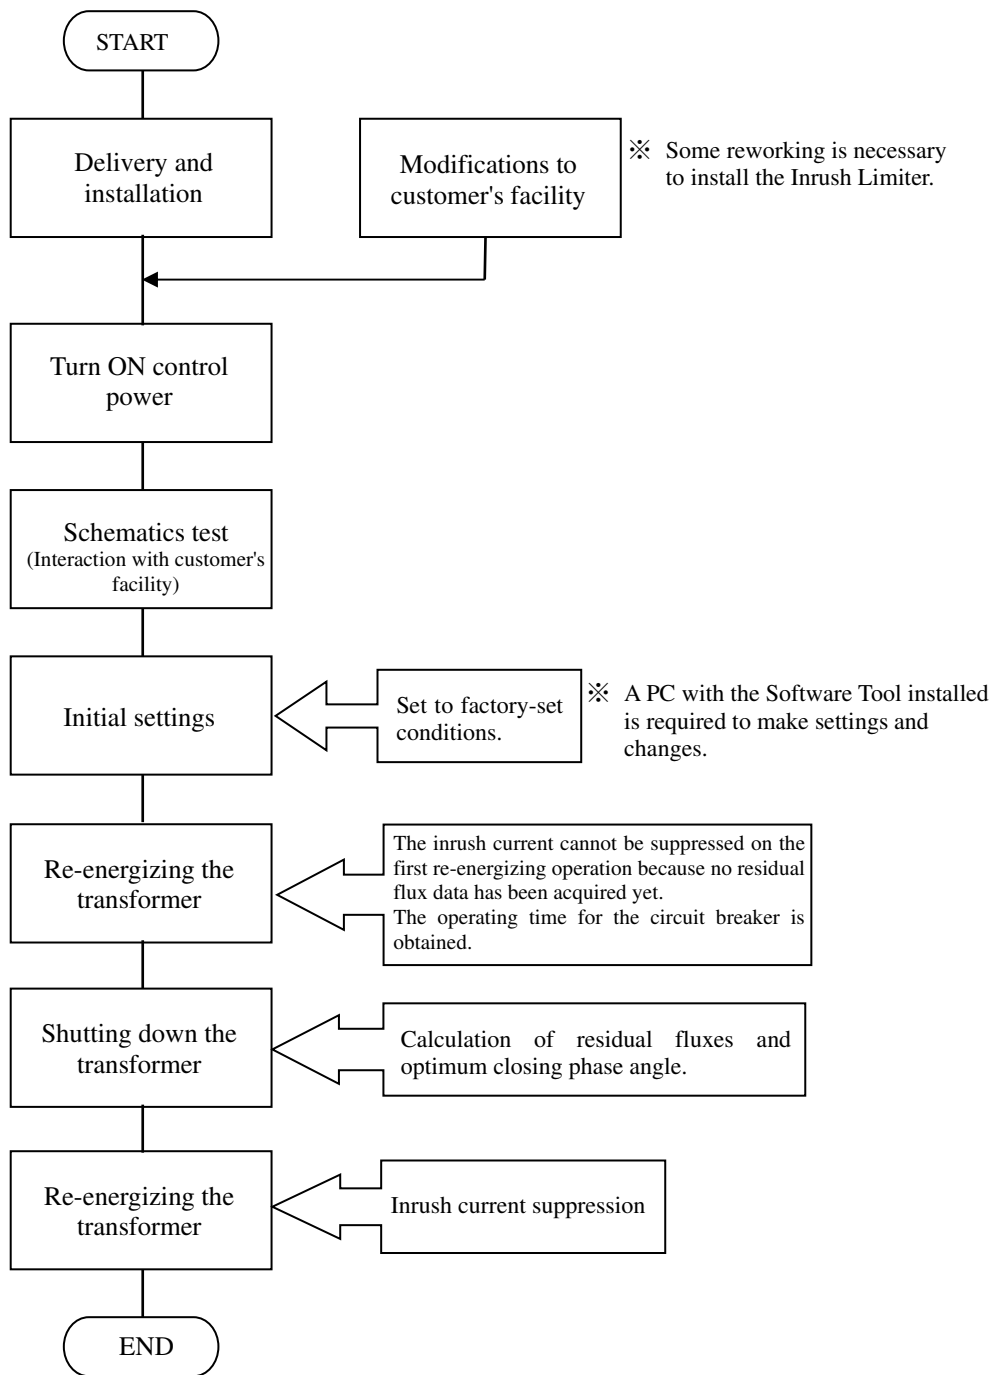 START
Delivery and
installation
Modifications to
customer's facility
※ Some reworking is necessary
to install the Inrush Limiter.
Turn ON control
power
Schematics test
(Interaction with customer's
facility)
Initial settings
Set to factory-set
conditions.
※ A PC with the Software Tool installed
is required to make settings and
changes.
Re-energizing the
transformer
The inrush current cannot be suppressed on the
first re-energizing operation because no residual
flux data has been acquired yet.
The operating time for the circuit breaker is
obtained.
Shutting down the
transformer
Calculation of residual fluxes and
optimum closing phase angle.
Re-energizing the
transformer
Inrush current suppression
END